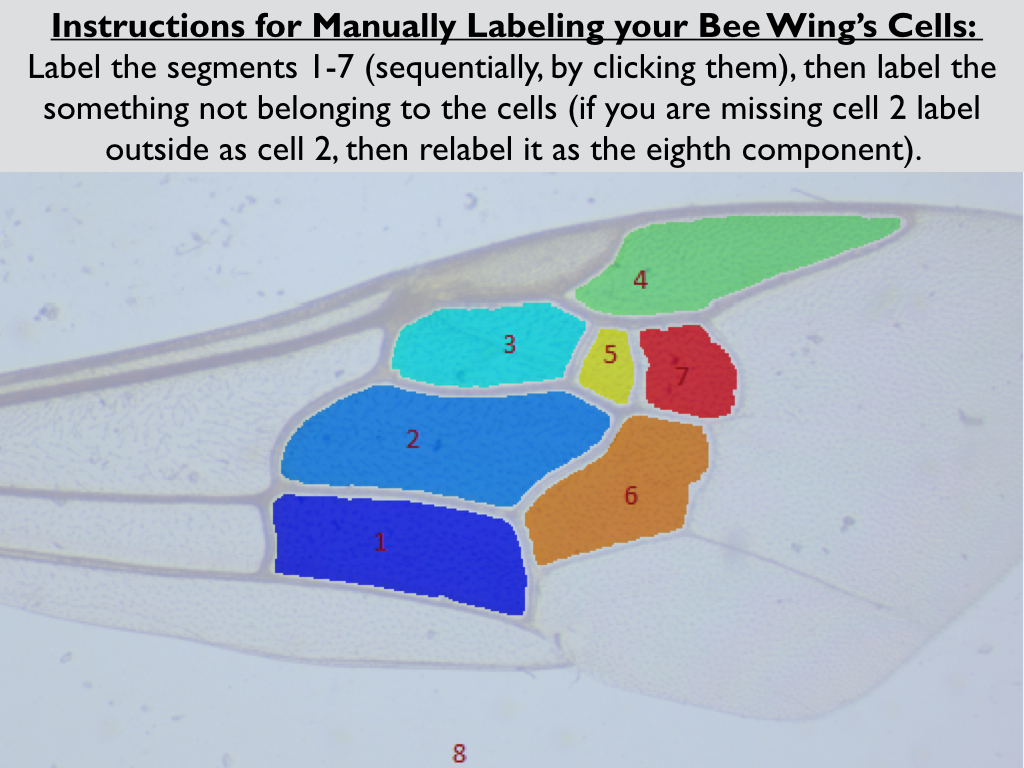 Instructions for Manually Labeling your Bee Wing's Cells:
Label the segments 1-7 (sequentially, by clicking them), then label the
something not belonging to the cells (if you are missing cell 2 label
outside as cell 2, then relabel it as the eighth component).
4
3
5
7
2
6
1
8